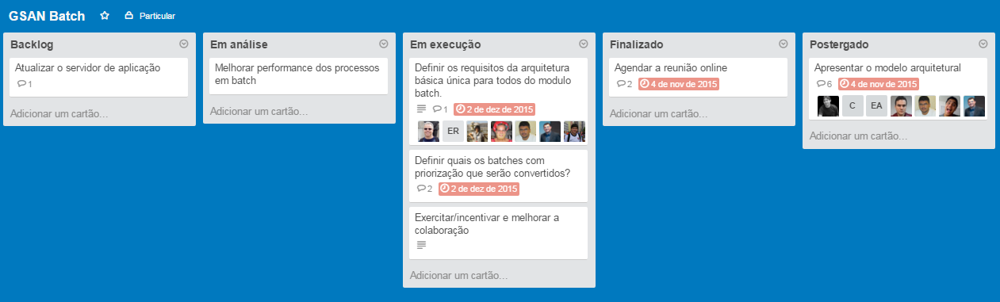 GSAN Batch
Particular
Backlog
Atualizar o servidor de aplicação
1
Adicionar um cartão...
Em análise
Melhorar performance dos processos
em batch
Adicionar um cartão...
Em execução
Definir os requisitos da arquitetura
básica única para todos do modulo
batch.
1 2 de dez de 2015
ER
Definir quais os batches com
priorização que serão convertidos?
2 2 de dez de 2015
Exercitar/incentivar e melhorar a
colaboração
Adicionar um cartão...
Finalizado
Agendar a reunião online
2 4 de nov de 2015
Adicionar um cartão...
Postergado
Apresentar o modelo arquitetural
6 4 de nov de 2015
C EA
Adicionar um cartão...